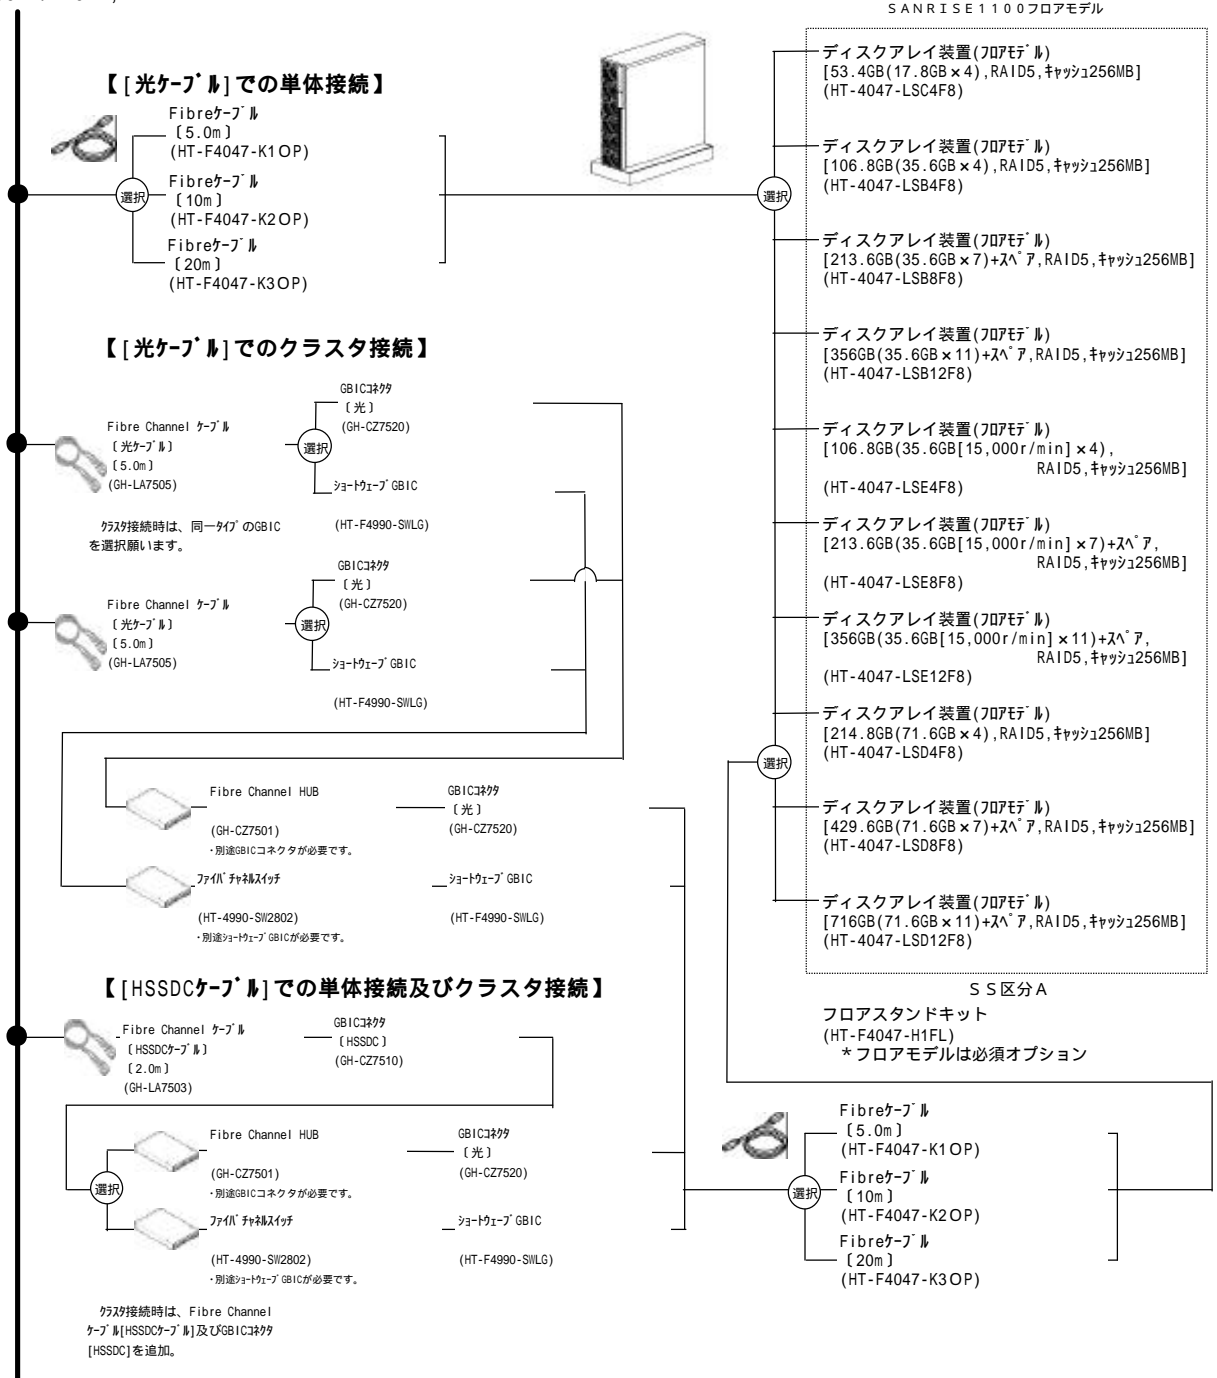 ＳＡＮＲＩＳＥ１１００フロアモデル
【[光ｹｰﾌﾞﾙ]での単体接続】
Fibreｹｰﾌﾞﾙ
〔5.0m〕
(HT-F4047-K1OP)
選択
Fibreｹｰﾌﾞﾙ
〔10m〕
(HT-F4047-K2OP)
Fibreｹｰﾌﾞﾙ
〔20m〕
(HT-F4047-K3OP)
選択
ディスクアレイ装置(ﾌﾛｱﾓﾃﾞﾙ)
[53.4GB(17.8GB×4),RAID5,ｷｬｯｼｭ256MB]
(HT-4047-LSC4F8)
ディスクアレイ装置(ﾌﾛｱﾓﾃﾞﾙ)
[106.8GB(35.6GB×4),RAID5,ｷｬｯｼｭ256MB]
(HT-4047-LSB4F8)
ディスクアレイ装置(ﾌﾛｱﾓﾃﾞﾙ)
[213.6GB(35.6GB×7)+ｽﾍﾟｱ,RAID5,ｷｬｯｼｭ256MB]
(HT-4047-LSB8F8)
ディスクアレイ装置(ﾌﾛｱﾓﾃﾞﾙ)
[356GB(35.6GB×11)+ｽﾍﾟｱ,RAID5,ｷｬｯｼｭ256MB]
(HT-4047-LSB12F8)
ディスクアレイ装置(ﾌﾛｱﾓﾃﾞﾙ)
[106.8GB(35.6GB[15,000r/min]×4),
RAID5,ｷｬｯｼｭ256MB]
(HT-4047-LSE4F8)
ディスクアレイ装置(ﾌﾛｱﾓﾃﾞﾙ)
[213.6GB(35.6GB[15,000r/min]×7)+ｽﾍﾟｱ,
RAID5,ｷｬｯｼｭ256MB]
(HT-4047-LSE8F8)
ディスクアレイ装置(ﾌﾛｱﾓﾃﾞﾙ)
[356GB(35.6GB[15,000r/min]×11)+ｽﾍﾟｱ,
RAID5,ｷｬｯｼｭ256MB]
(HT-4047-LSE12F8)
ディスクアレイ装置(ﾌﾛｱﾓﾃﾞﾙ)
[214.8GB(71.6GB×4),RAID5,ｷｬｯｼｭ256MB]
(HT-4047-LSD4F8)
選択
ディスクアレイ装置(ﾌﾛｱﾓﾃﾞﾙ)
[429.6GB(71.6GB×7)+ｽﾍﾟｱ,RAID5,ｷｬｯｼｭ256MB]
(HT-4047-LSD8F8)
ディスクアレイ装置(ﾌﾛｱﾓﾃﾞﾙ)
[716GB(71.6GB×11)+ｽﾍﾟｱ,RAID5,ｷｬｯｼｭ256MB]
(HT-4047-LSD12F8)
ＳＳ区分Ａ
フロアスタンドキット
(HT-F4047-H1FL)
＊フロアモデルは必須オプション
【[光ｹｰﾌﾞﾙ]でのクラスタ接続】
Fibre Channel ｹｰﾌﾞﾙ
〔光ｹｰﾌﾞﾙ〕
〔5.0m〕
(GH-LA7505)
選択
GBICｺﾈｸﾀ
〔光〕
(GH-CZ7520)
ｼｮｰﾄｳｪｰﾌﾞGBIC
(HT-F4990-SWLG)
ｸﾗｽﾀ接続時は、同一ﾀｲﾌﾟのGBIC
を選択願います。
Fibre Channel ｹｰﾌﾞﾙ
〔光ｹｰﾌﾞﾙ〕
〔5.0m〕
(GH-LA7505)
選択
GBICｺﾈｸﾀ
〔光〕
(GH-CZ7520)
ｼｮｰﾄｳｪｰﾌﾞGBIC
(HT-F4990-SWLG)
Fibre Channel HUB
(GH-CZ7501)
・別途GBICコネクタが必要です。
GBICｺﾈｸﾀ
〔光〕
(GH-CZ7520)
ﾌｧｲﾊﾞﾁｬﾈﾙｽｲｯﾁ
(HT-4990-SW2802)
・別途ｼｮｰﾄｳｪｰﾌﾞGBICが必要です。
ｼｮｰﾄｳｪｰﾌﾞGBIC
(HT-F4990-SWLG)
【[HSSDCｹｰﾌﾞﾙ]での単体接続及びクラスタ接続】
Fibre Channel ｹｰﾌﾞﾙ
〔HSSDCｹｰﾌﾞﾙ〕
〔2.0m〕
(GH-LA7503)
GBICｺﾈｸﾀ
〔HSSDC〕
(GH-CZ7510)
選択
Fibre Channel HUB
(GH-CZ7501)
・別途GBICコネクタが必要です。
GBICｺﾈｸﾀ
〔光〕
(GH-CZ7520)
ﾌｧｲﾊﾞﾁｬﾈﾙｽｲｯﾁ
(HT-4990-SW2802)
・別途ｼｮｰﾄｳｪｰﾌﾞGBICが必要です。
ｼｮｰﾄｳｪｰﾌﾞGBIC
(HT-F4990-SWLG)
選択
Fibreｹｰﾌﾞﾙ
〔5.0m〕
(HT-F4047-K1OP)
Fibreｹｰﾌﾞﾙ
〔10m〕
(HT-F4047-K2OP)
Fibreｹｰﾌﾞﾙ
〔20m〕
(HT-F4047-K3OP)
ｸﾗｽﾀ接続時は、Fibre Channel
ｹｰﾌﾞﾙ[HSSDCｹｰﾌﾞﾙ]及びGBICｺﾈｸﾀ
[HSSDC]を追加。